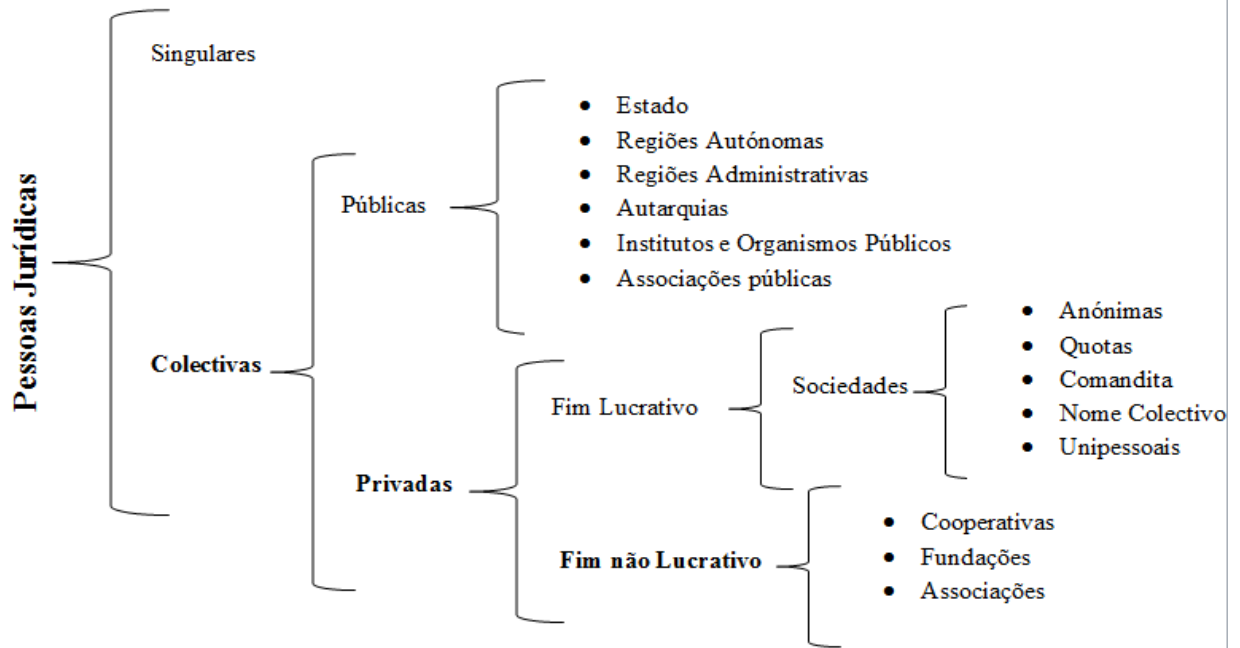 Pessoas Jurídicas
Singulares
Colectivas
Públicas
• Estado
• Regiões Autónomas
• Regiões Administrativas
• Autarquias
• Institutos e Organismos Públicos
• Associações públicas
Privadas
Fim Lucrativo
Sociedades
• Anónimas
• Quotas
• Comandita
• Nome Colectivo
• Unipessoais
Fim não Lucrativo
• Cooperativas
• Fundações
• Associações